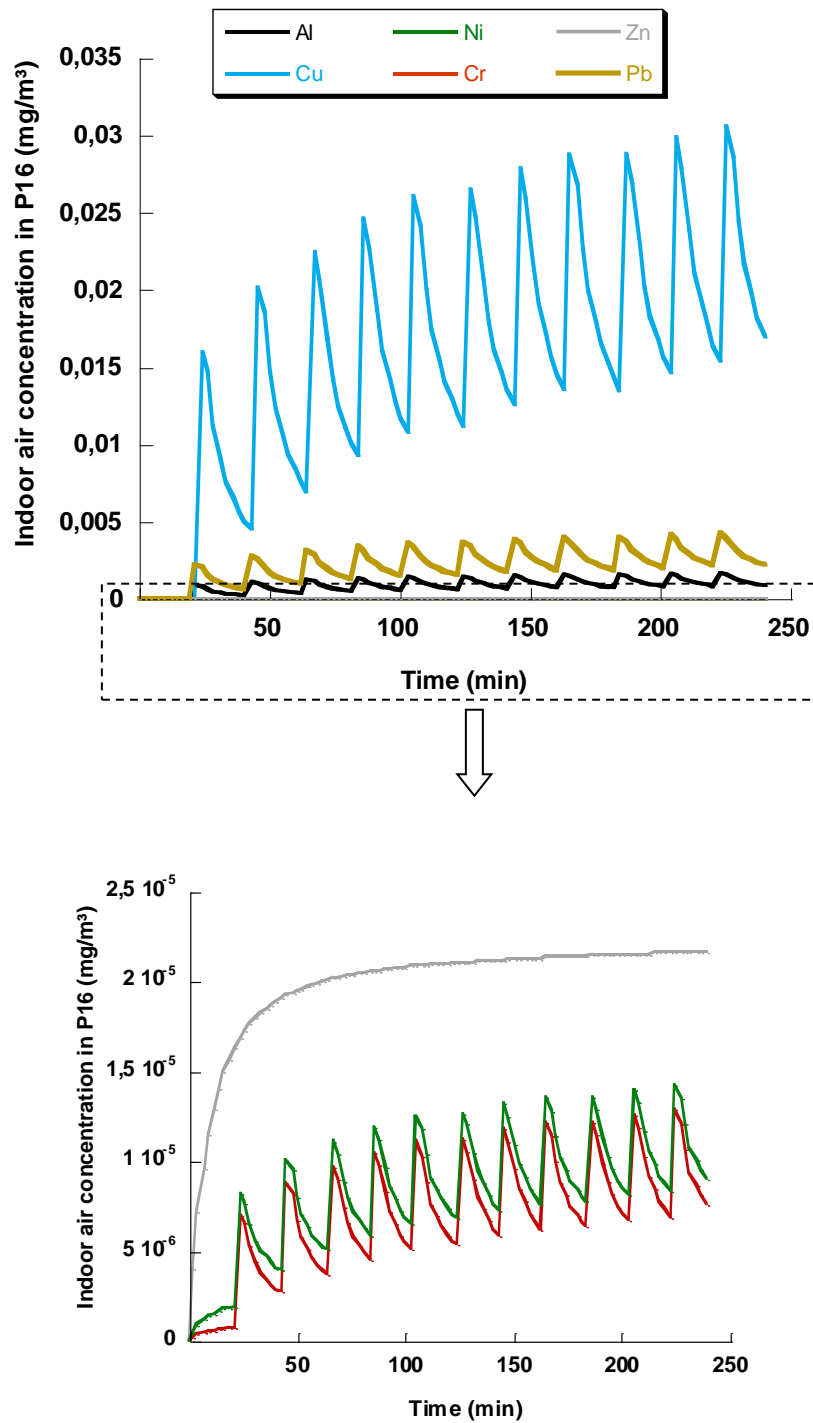 Al Ni Zn
Cu Cr Pb
Indoor air concentration in P16 (mg/m³)
0,035
0,03
0,025
0,02
0,015
0,01
0,005
0
50 100 150 200 250
Time (min)
Indoor air concentration in P16 (mg/m³)
2,5 10⁻⁵
2 10⁻⁵
1,5 10⁻⁵
1 10⁻⁵
5 10⁻⁶
0
50 100 150 200 250
Time (min)